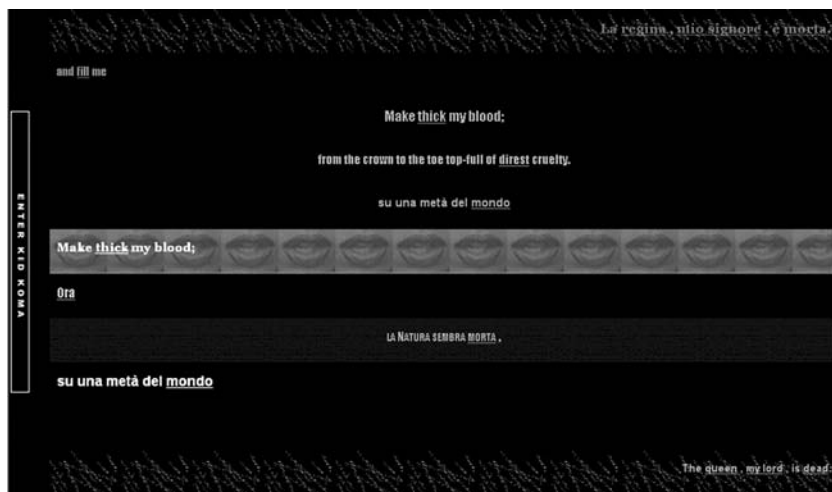 La regina , mio signore , è morta.
and fill me
Make thick my blood;
from the crown to the toe top-full of direst cruelty.
su una metà del mondo
ENTER KID KOMA
Make thick my blood;
Ora
LA NATURA SEMBRA MORTA ,
su una metà del mondo
The queen , my lord , is dead: